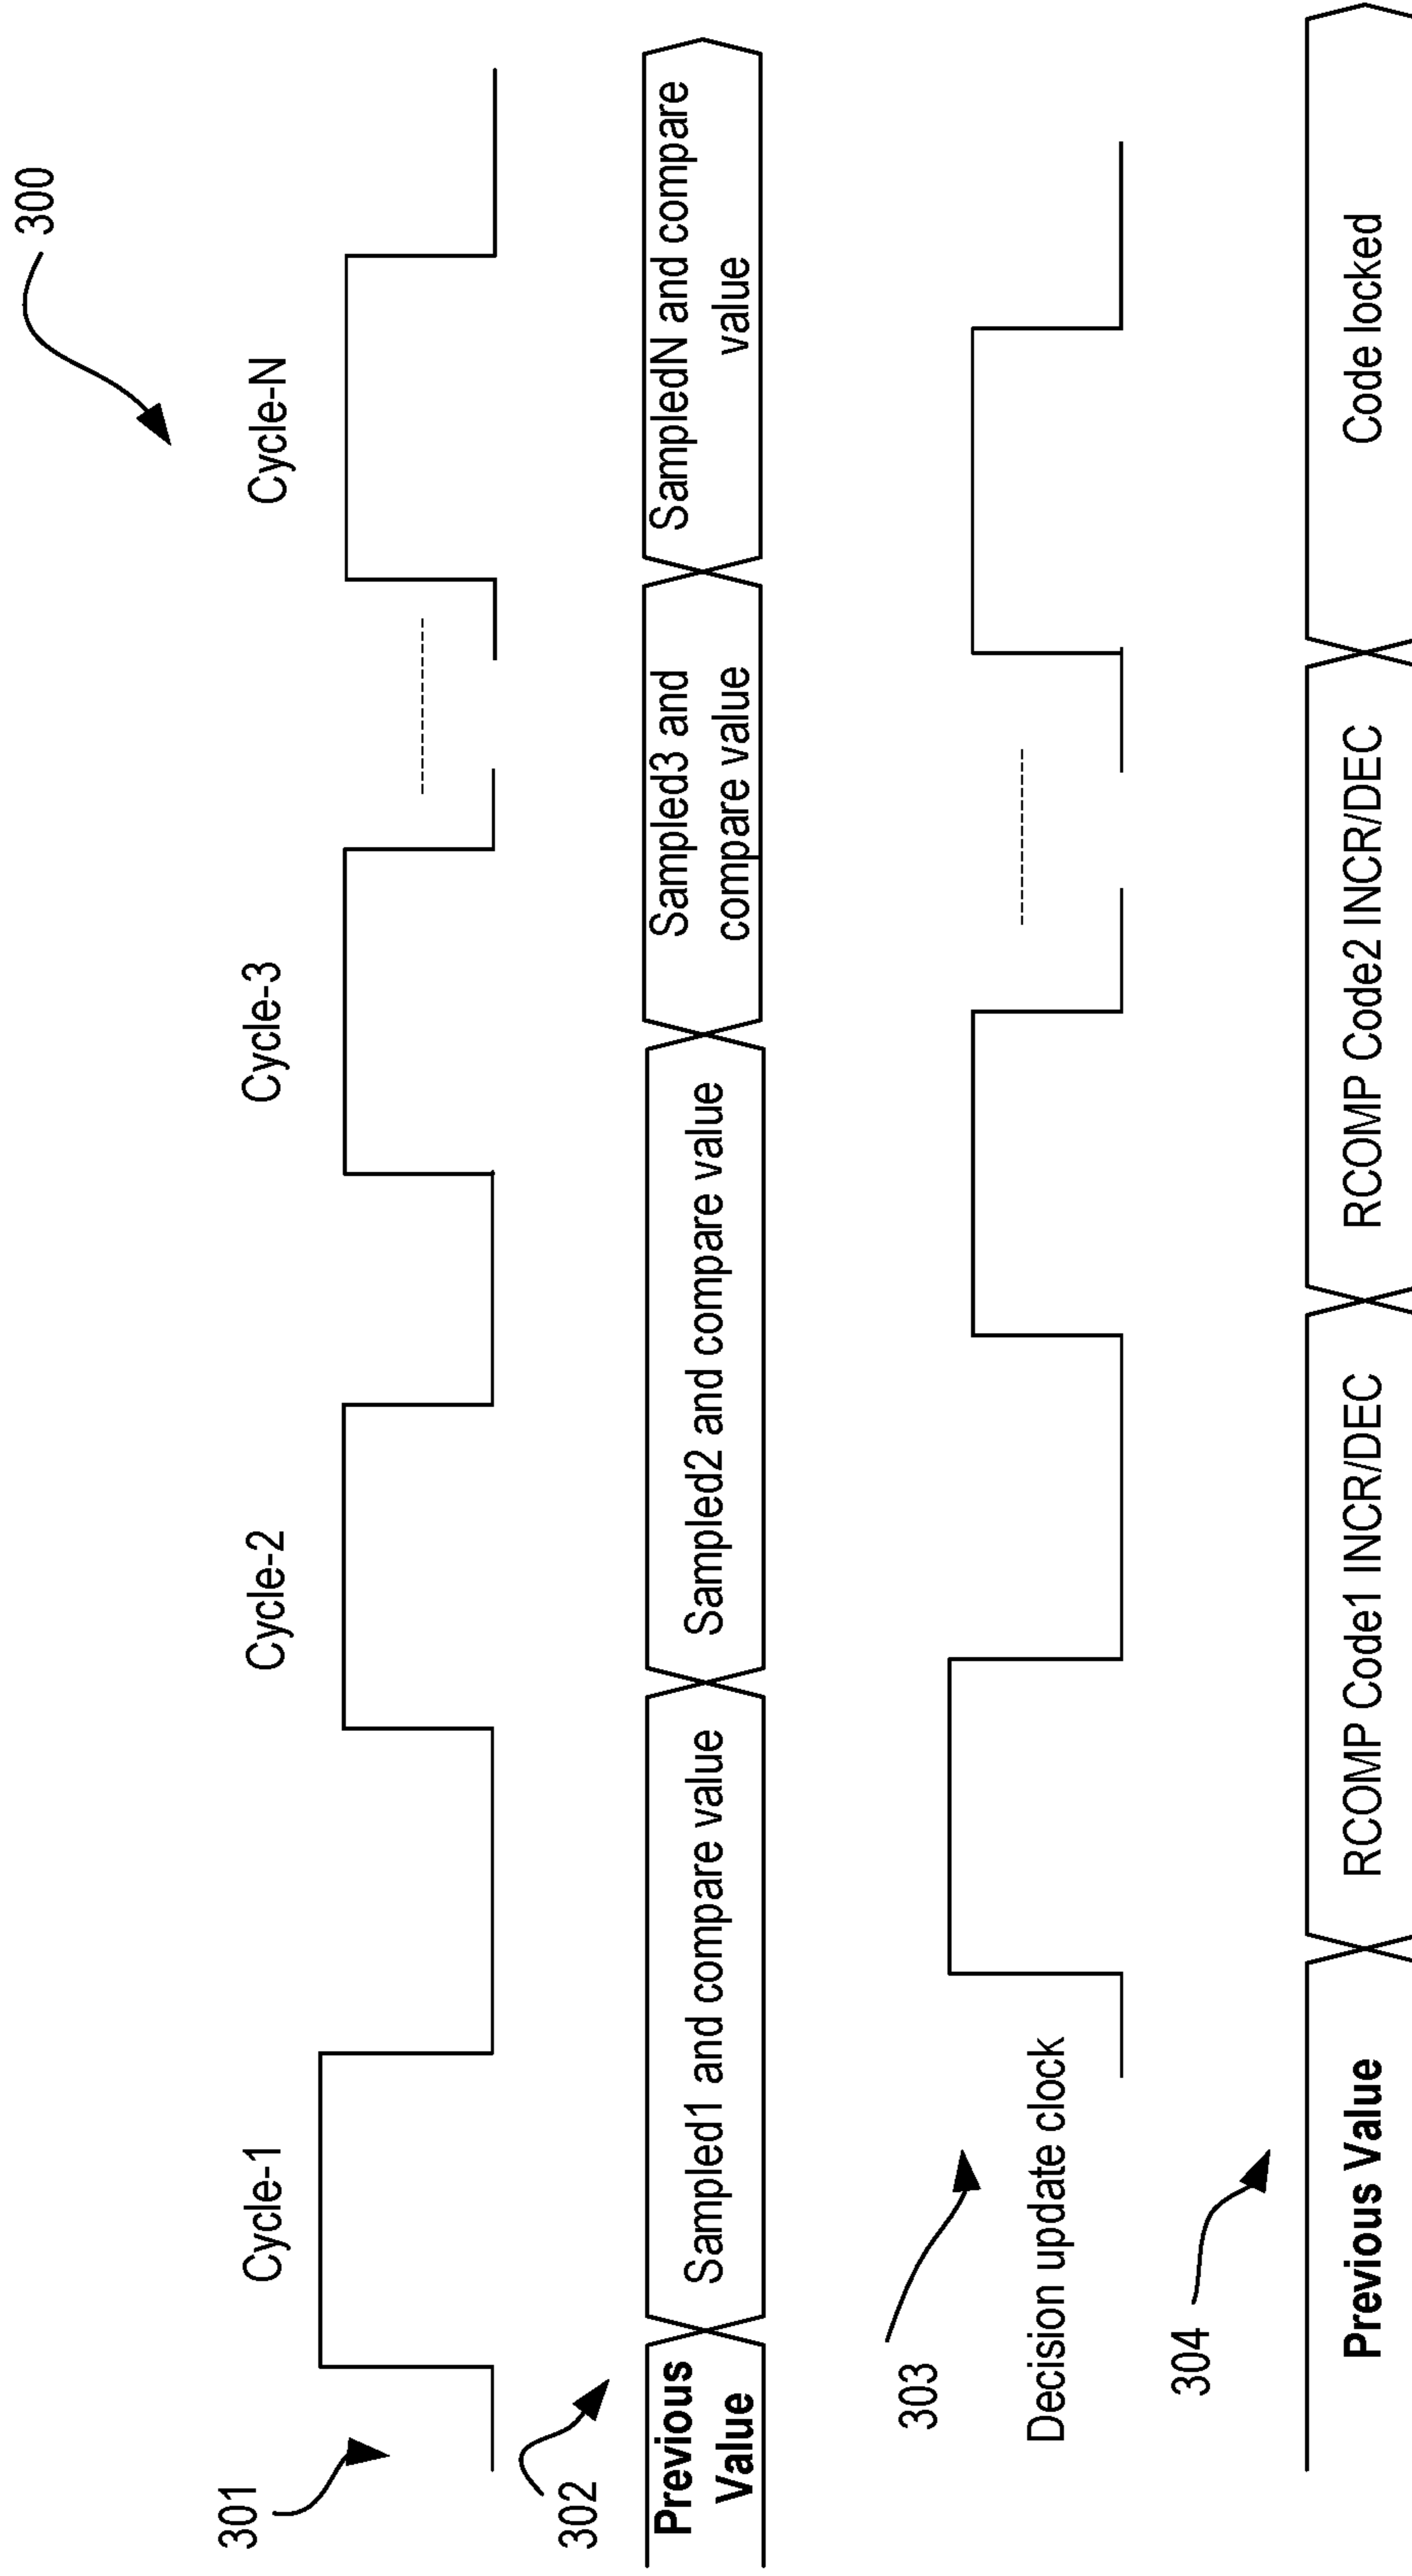 300
Cycle-1
Cycle-2
Cycle-3
Cycle-N
301
302
Previous
Value
Sampled1 and compare value
Sampled2 and compare value
Sampled3 and
compare value
SampledN and compare
value
303
Decision update clock
304
Previous Value
RCOMP Code1 INCR/DEC
RCOMP Code2 INCR/DEC
Code locked